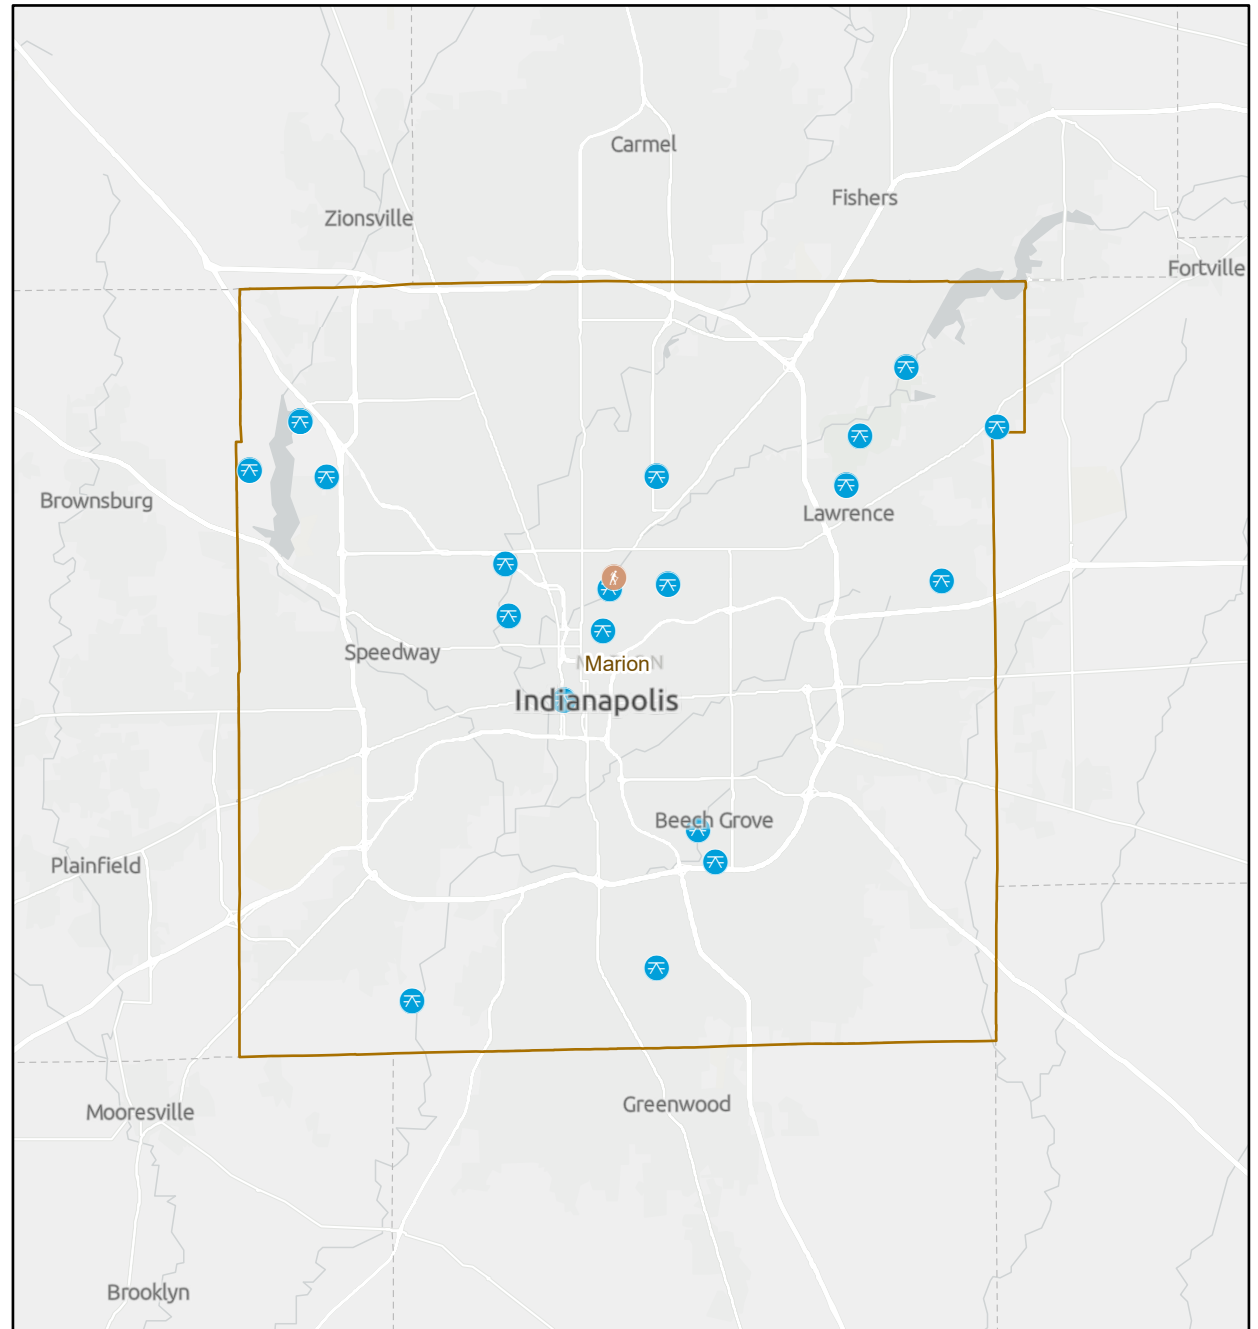 Carmel
Fishers
Zionsville
Fortville
Brownsburg
Lawrence
Speedway
Marion
Indianapolis
Beech Grove
Plainfield
Greenwood
Mooresville
Brooklyn